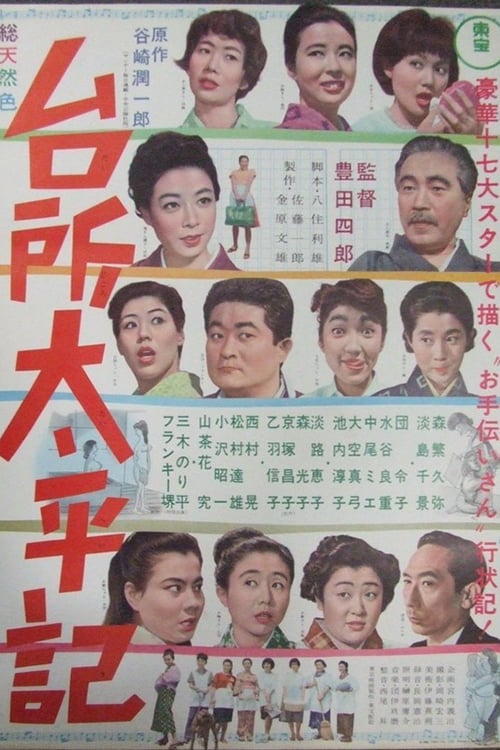 東宝
豪華十七大スターで描く〝お手伝いさん〟行状記!
総天然色
台所太平記
原作
谷崎潤一郎
監督
豊田四郎
脚本・八住利雄
製作・佐藤一郎
金原文雄
森繁久弥
淡島千景
団令子
水谷良重
中尾ミエ
大空真弓
池内淳子
淡路恵子
森光子
京塚昌子
乙羽信子
西村晃
松村達雄
小沢昭一
山茶花究
三木のり平
フランキー堺